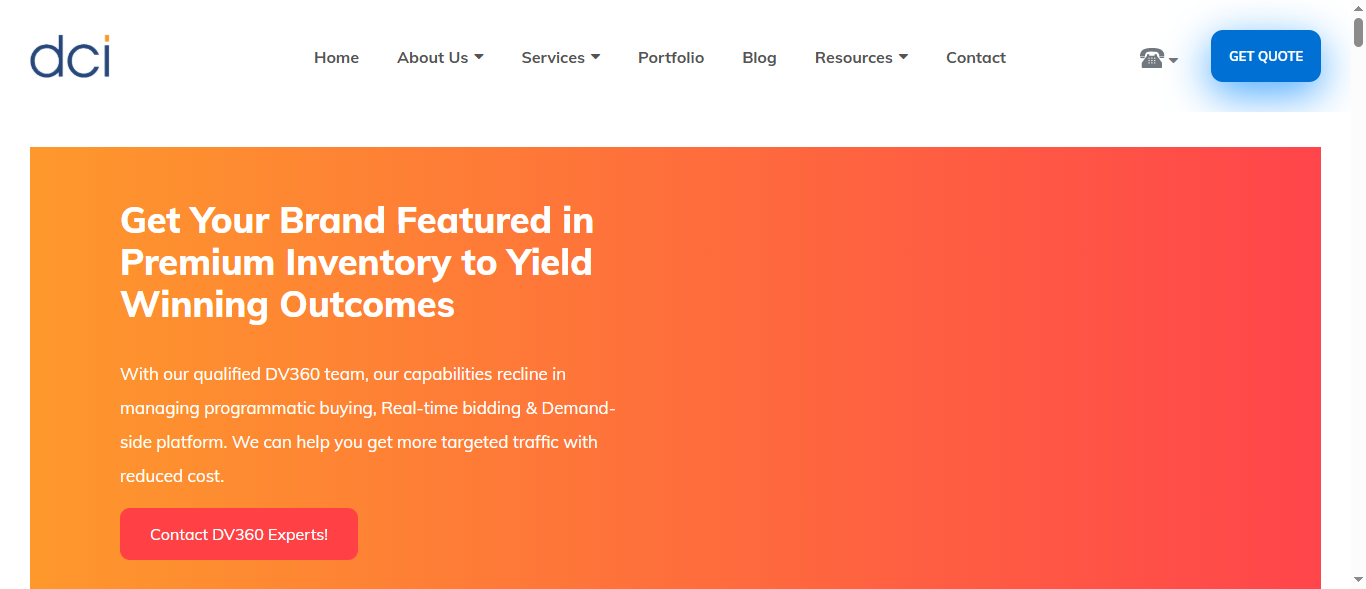 dci
Home About Us Services Portfolio Blog Resources Contact GET QUOTE
Get Your Brand Featured in
Premium Inventory to Yield
Winning Outcomes
With our qualified DV360 team, our capabilities recline in
managing programmatic buying, Real-time bidding & Demand-
side platform. We can help you get more targeted traffic with
reduced cost.
Contact DV360 Experts!